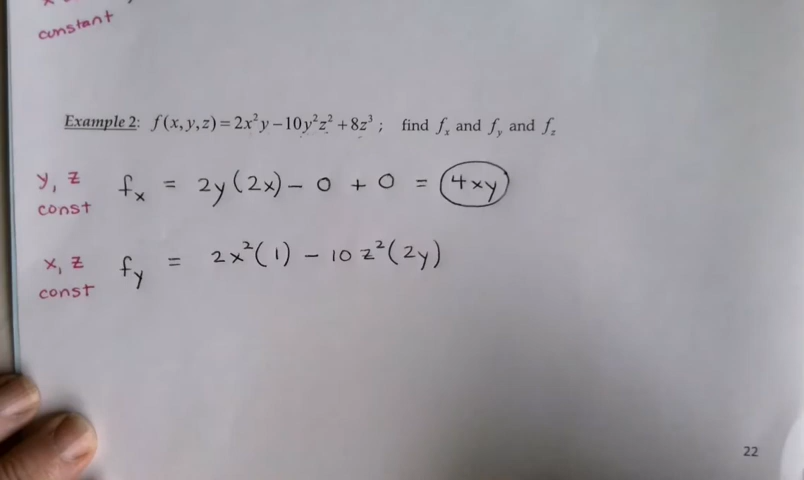 constant
Example 2: f(x, y, z) = 2x²y − 10y²z² + 8z³ ; find fₓ and f_y and f_z
y, z
const
fₓ = 2y(2x) − 0 + 0 = 4xy
x, z
const
f_y = 2x²(1) − 10z²(2y)
22